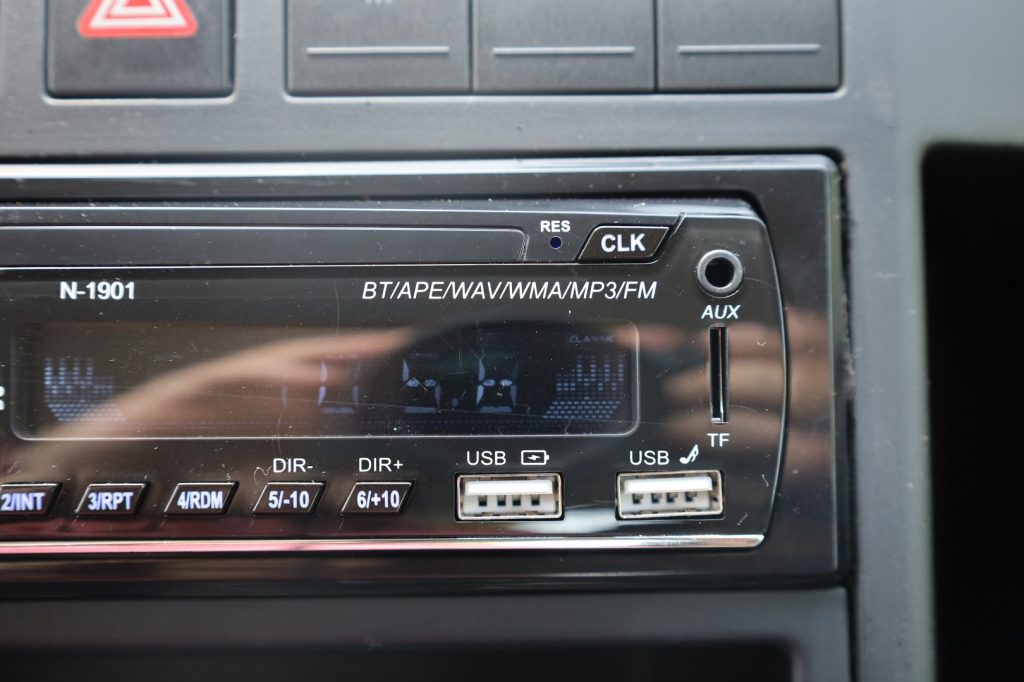 RES
CLK
N-1901
BT/APE/WAV/WMA/MP3/FM
AUX
CLASSIC
TF
DIR-
DIR+
USB
USB
2/INT
3/RPT
4/RDM
5/-10
6/+10